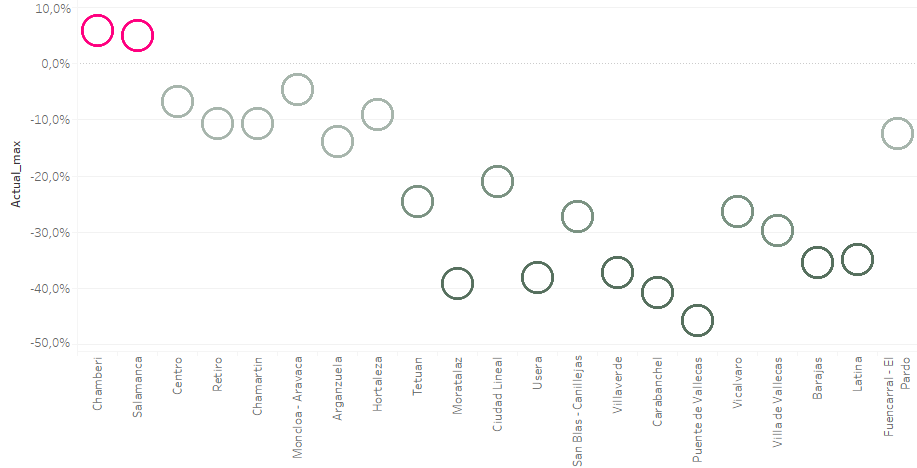 10,0%
0,0%
-10,0%
-20,0%
-30,0%
-40,0%
-50,0%
Actual_max
Chamberi
Salamanca
Centro
Retiro
Chamartin
Moncloa - Aravaca
Arganzuela
Hortaleza
Tetuan
Moratalaz
Ciudad Lineal
Usera
San Blas - Canillejas
Villaverde
Carabanchel
Puente de Vallecas
Vicalvaro
Villa de Vallecas
Barajas
Latina
Fuencarral - El
Pardo